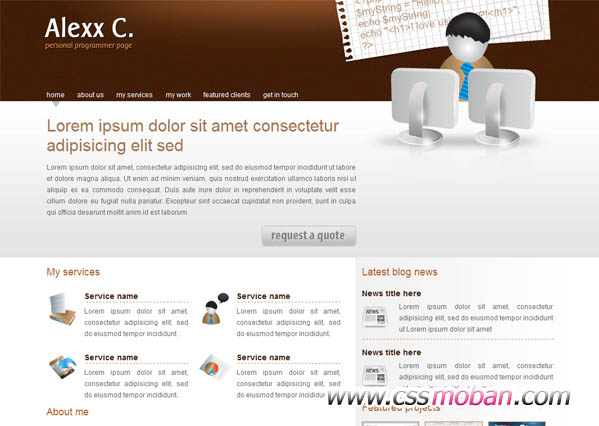 Alexx C.
personal programmer page
$myString = "Hello
echo $myString;
echo "<h1>I love us
?>
home about us my services my work featured clients get in touch
Lorem ipsum dolor sit amet consectetur
adipisicing elit sed
Lorem ipsum dolor sit amet, consectetur adipisicing elit, sed do eiusmod tempor incididunt ut labore
et dolore magna aliqua. Ut enim ad minim veniam, quis nostrud exercitation ullamco laboris nisi ut
aliquip ex ea commodo consequat. Duis aute irure dolor in reprehenderit in voluptate velit esse
cillum dolore eu fugiat nulla pariatur. Excepteur sint occaecat cupidatat non proident, sunt in culpa
qui officia deserunt mollit anim id est laborum
request a quote
My services
Service name
Lorem ipsum dolor sit amet,
consectetur adipisicing elit, sed do
eiusmod tempor incididunt .
Service name
Lorem ipsum dolor sit amet,
consectetur adipisicing elit, sed do
eiusmod tempor incididunt
Service name
Lorem ipsum dolor sit amet,
consectetur adipisicing elit, sed do
eiusmod tempor incididunt.
Service name
Lorem ipsum dolor sit amet,
consectetur adipisicing elit, sed do
eiusmod tempor incididunt
About me
Latest blog news
News title here
Lorem ipsum dolor sit amet, consectetur
adipisicing elit, sed do eiusmod tempor incididunt
ut Lorem ipsum dolor sit amet
News title here
NEWS
NEWS
Lorem ipsum dolor sit amet, consectetur
adipisicing elit, sed do eiusmod tempor incididunt
www.cssmoban.com
Featured projects